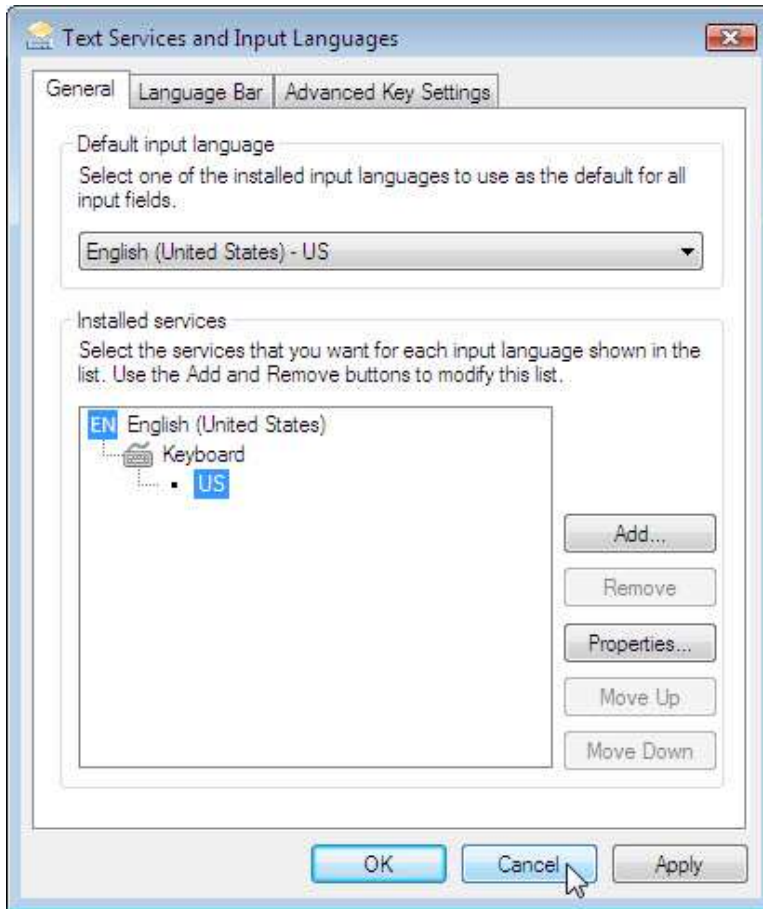 Text Services and Input Languages
General Language Bar Advanced Key Settings
Default input language
Select one of the installed input languages to use as the default for all
input fields.
English (United States) - US
Installed services
Select the services that you want for each input language shown in the
list. Use the Add and Remove buttons to modify this list.
EN English (United States)
Keyboard
US
Add...
Remove
Properties...
Move Up
Move Down
OK Cancel Apply